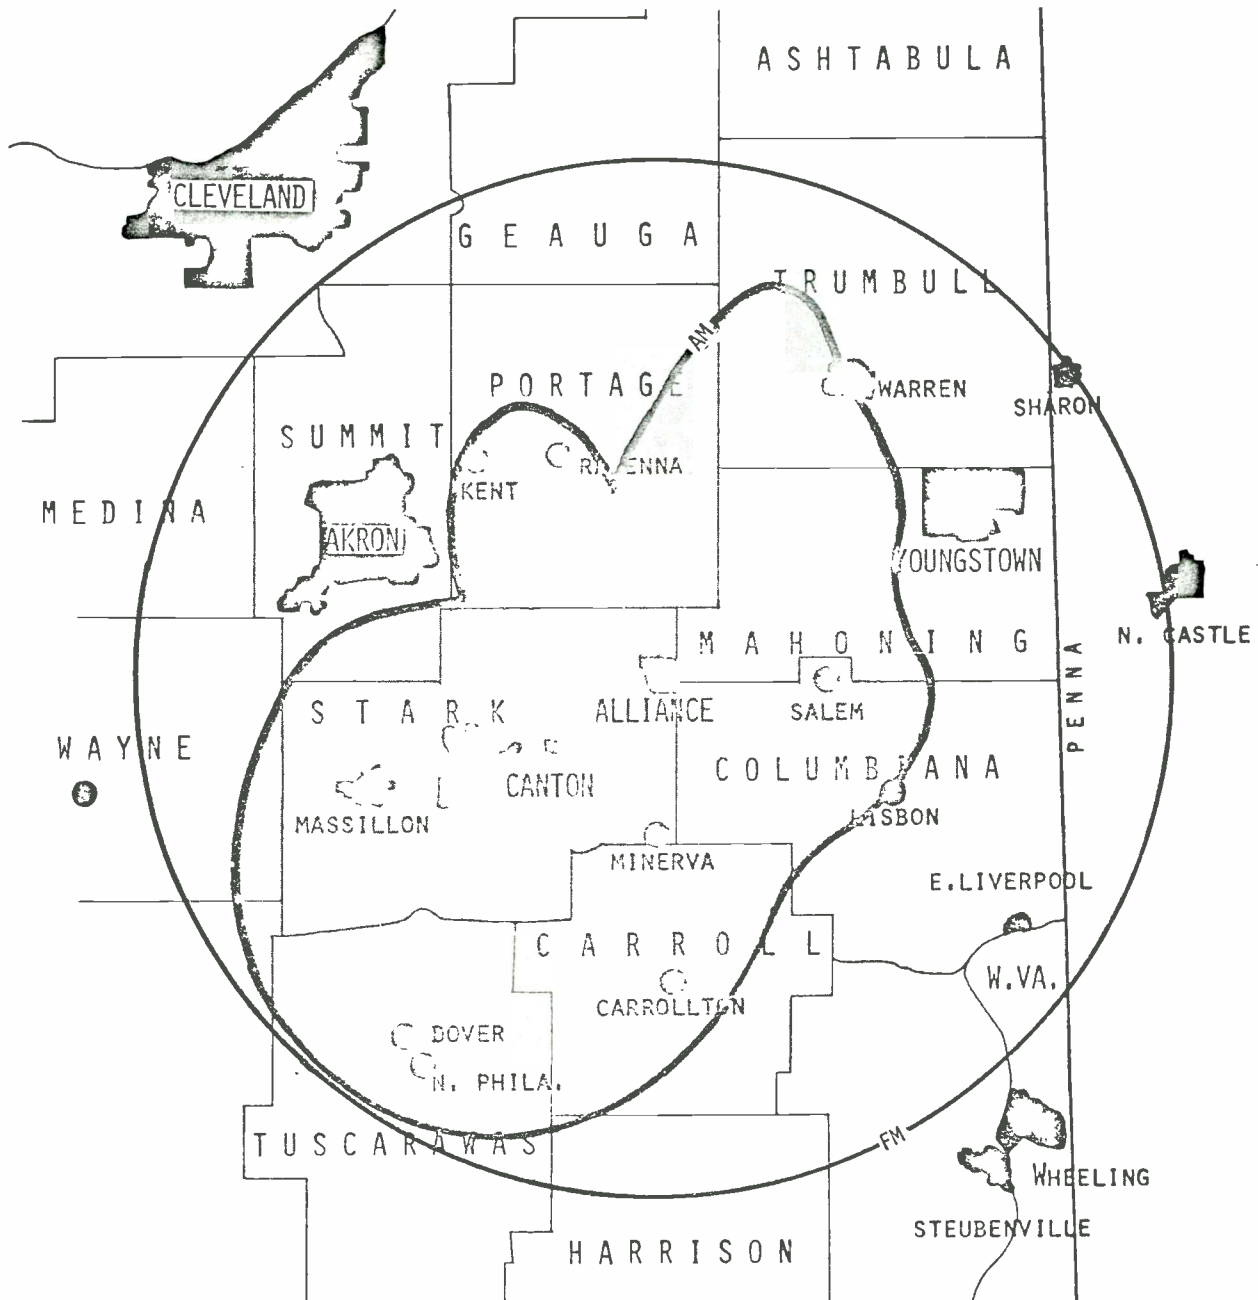 ASHTABULA
CLEVELAND
GEAUGA
TRUMBULL
AM
PORTAGE
WARREN
SHARON
SUMMIT
RAVENNA
KENT
MEDINA
AKRON
YOUNGSTOWN
N. CASTLE
MAHONING
PENNA
STARK
ALLIANCE
SALEM
WAYNE
COLUMBIANA
CANTON
MASSILLON
LISBON
MINERVA
E.LIVERPOOL
CARROLL
W.VA.
CARROLLTON
DOVER
N. PHILA.
TUSCARAWAS
FM
WHEELING
STEUBENVILLE
HARRISON